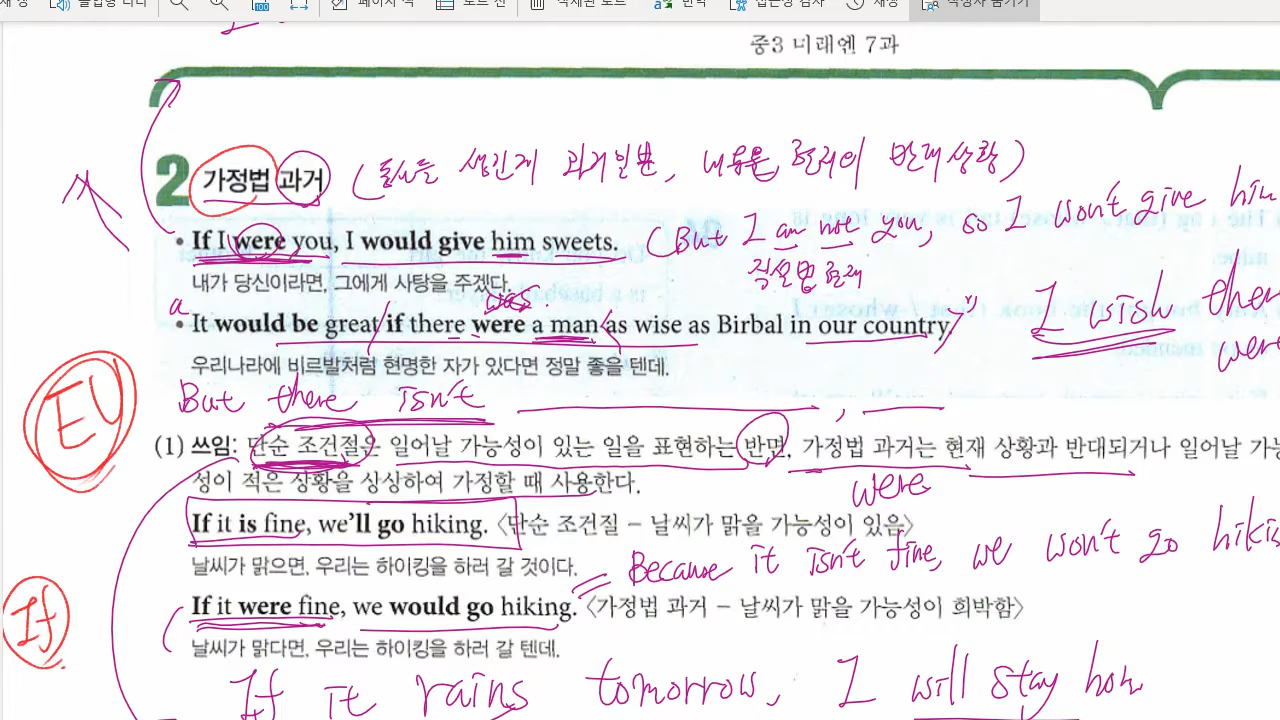 중3 미래엔 7과
2 가정법 과거 (동사는 생긴게 과거일뿐, 내용은 현재의 반대상황)
• If I were you, I would give him sweets. (But I am not you, so I won't give him
내가 당신이라면, 그에게 사탕을 주겠다.
직설법 현재
was
• It would be great if there were a man as wise as Birbal in our country
I wish there
were
우리나라에 비르발처럼 현명한 자가 있다면 정말 좋을 텐데.
But there isn't
(1) 쓰임: 단순 조건절은 일어날 가능성이 있는 일을 표현하는 반면, 가정법 과거는 현재 상황과 반대되거나 일어날 가능
성이 적은 상황을 상상하여 가정할 때 사용한다.
were
If it is fine, we'll go hiking. 〈단순 조건절 – 날씨가 맑을 가능성이 있음〉
날씨가 맑으면, 우리는 하이킹을 하러 갈 것이다.
Because it isn't fine, we won't go
If
If it were fine, we would go hiking. 〈가정법 과거 – 날씨가 맑을 가능성이 희박함〉
날씨가 맑다면, 우리는 하이킹을 하러 갈 텐데.
If it rains tomorrow, I will stay hom